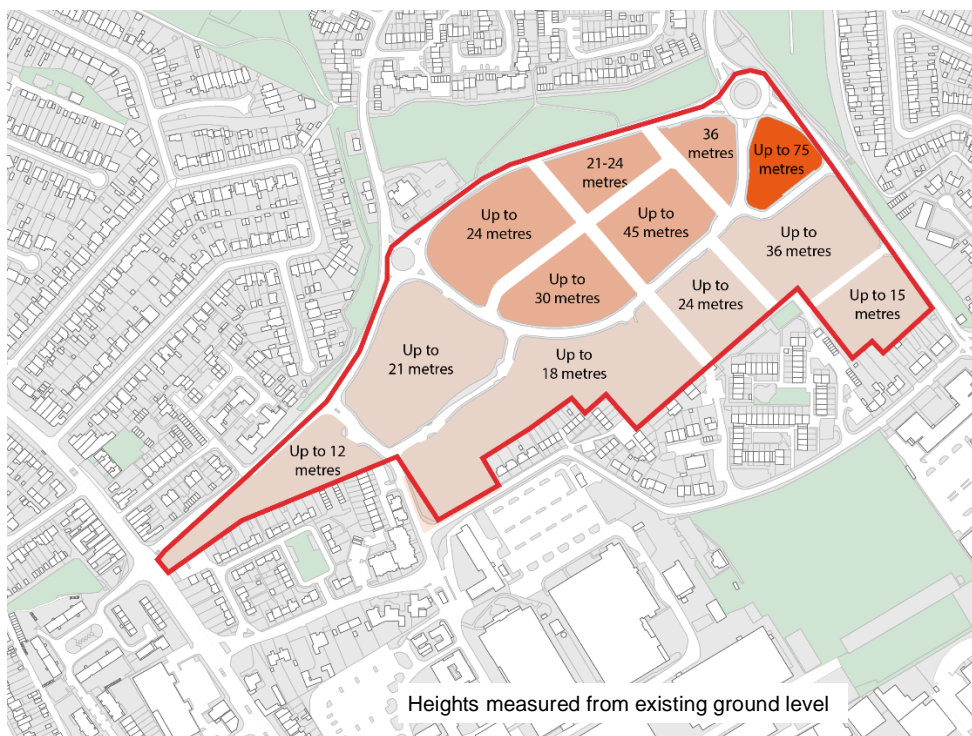 36
metres
Up to 75
metres
21-24
metres
Up to
24 metres
Up to
45 metres
Up to
36 metres
Up to
30 metres
Up to
24 metres
Up to 15
metres
Up to
21 metres
Up to
18 metres
Up to 12
metres
Heights measured from existing ground level